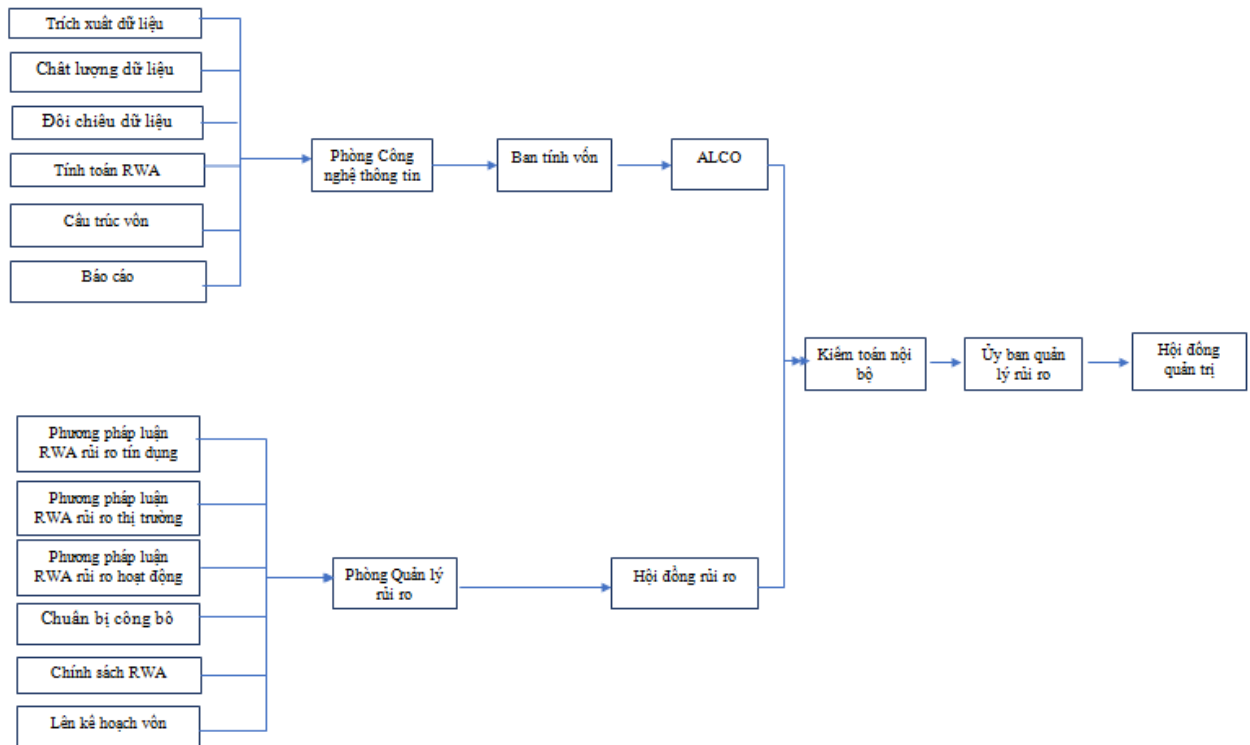 Trích xuất dữ liệu
Chất lượng dữ liệu
Đối chiếu dữ liệu
Tính toán RWA
Cấu trúc vốn
Báo cáo
Phòng Công
nghệ thông tin
Ban tính vốn
ALCO
Kiểm toán nội
bộ
Ủy ban quản
lý rủi ro
Hội đồng
quản trị
Phương pháp luận
RWA rủi ro tín dụng
Phương pháp luận
RWA rủi ro thị trường
Phương pháp luận
RWA rủi ro hoạt động
Chuẩn bị công bố
Chính sách RWA
Lên kế hoạch vốn
Phòng Quản lý
rủi ro
Hội đồng rủi ro